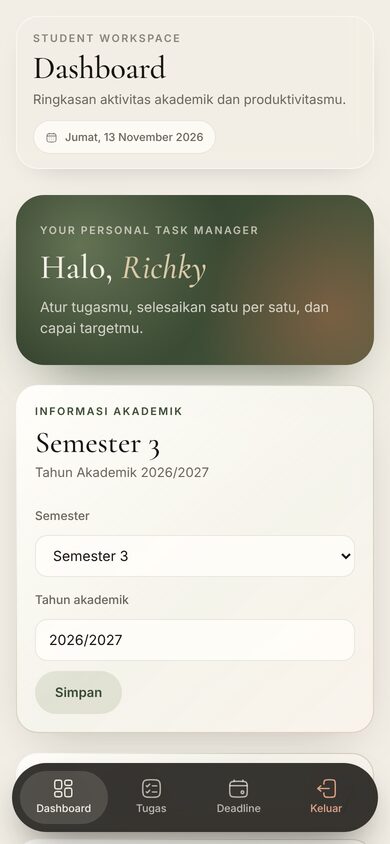 STUDENT WORKSPACE
Dashboard
Ringkasan aktivitas akademik dan produktivitasmu.
Jumat, 13 November 2026
YOUR PERSONAL TASK MANAGER
Halo, Richky
Atur tugasmu, selesaikan satu per satu, dan
capai targetmu.
INFORMASI AKADEMIK
Semester 3
Tahun Akademik 2026/2027
Semester
Semester 3
Tahun akademik
2026/2027
Simpan
Dashboard
Tugas
Deadline
Keluar